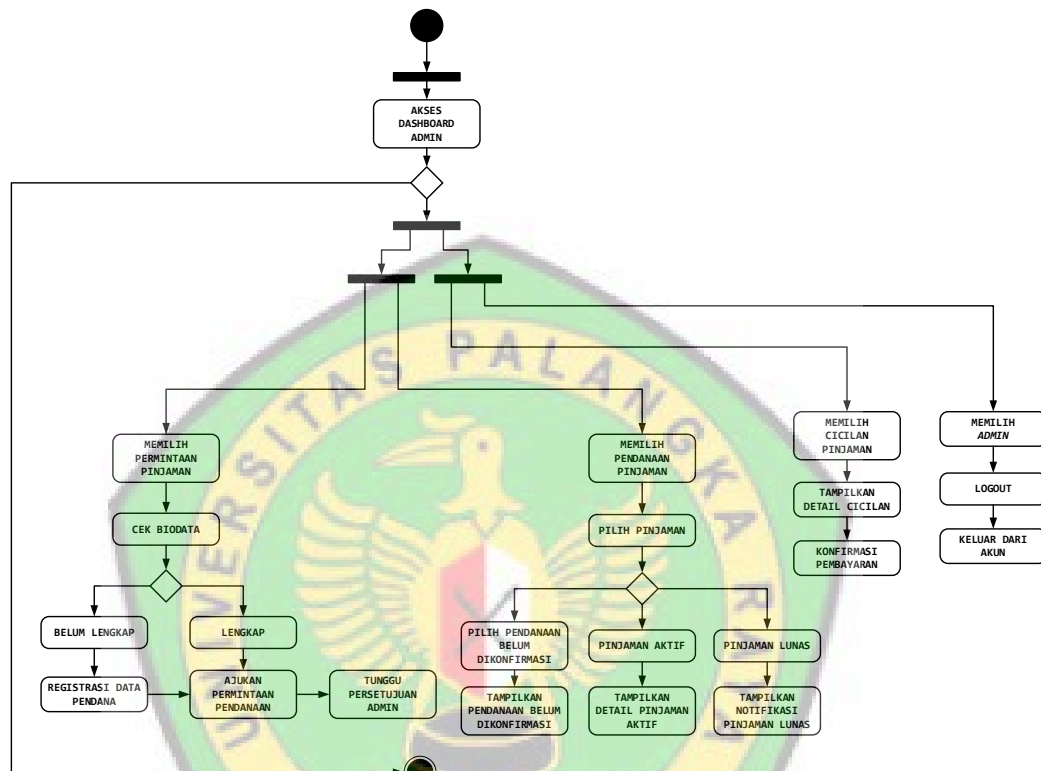 AKSES
DASHBOARD
ADMIN
UNIVERSITAS PALANGKA RAYA
MEMILIH
PERMINTAAN
PINJAMAN
MEMILIH
PENDANAAN
PINJAMAN
MEMILIH
CICILAN
PINJAMAN
MEMILIH
ADMIN
CEK BIODATA
PILIH PINJAMAN
TAMPILKAN
DETAIL CICILAN
LOGOUT
KONFIRMASI
PEMBAYARAN
KELUAR DARI
AKUN
BELUM LENGKAP
LENGKAP
PILIH PENDANAAN
BELUM
DIKONFIRMASI
PINJAMAN AKTIF
PINJAMAN LUNAS
REGISTRASI DATA
PENDANA
AJUKAN
PERMINTAAN
PENDANAAN
TUNGGU
PERSETUJUAN
ADMIN
TAMPILKAN
PENDANAAN BELUM
DIKONFIRMASI
TAMPILKAN
DETAIL PINJAMAN
AKTIF
TAMPILKAN
NOTIFIKASI
PINJAMAN LUNAS